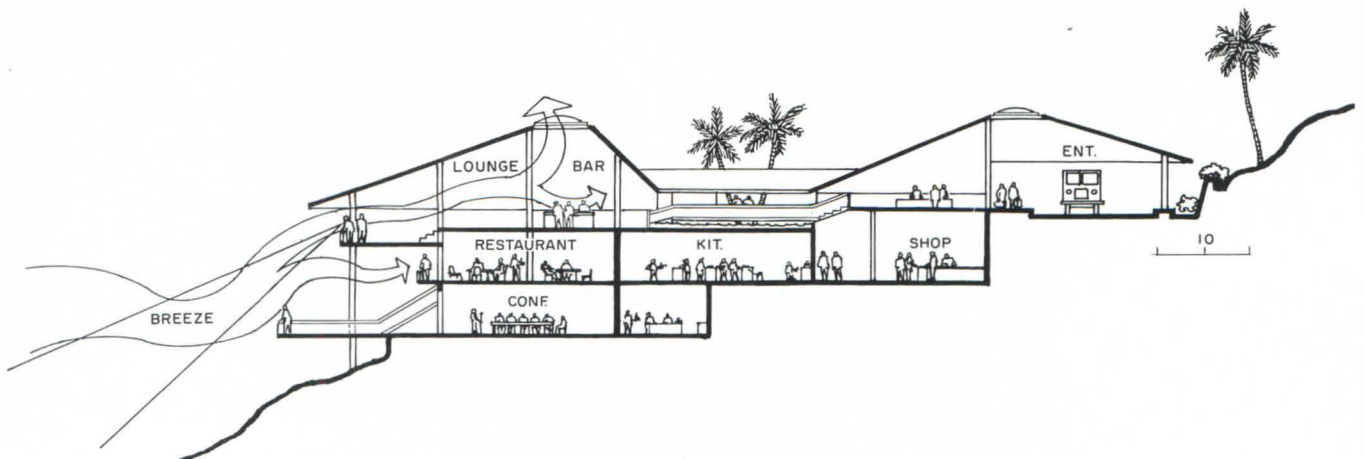 LOUNGE
BAR
ENT.
RESTAURANT
KIT.
SHOP
10
CONF.
BREEZE